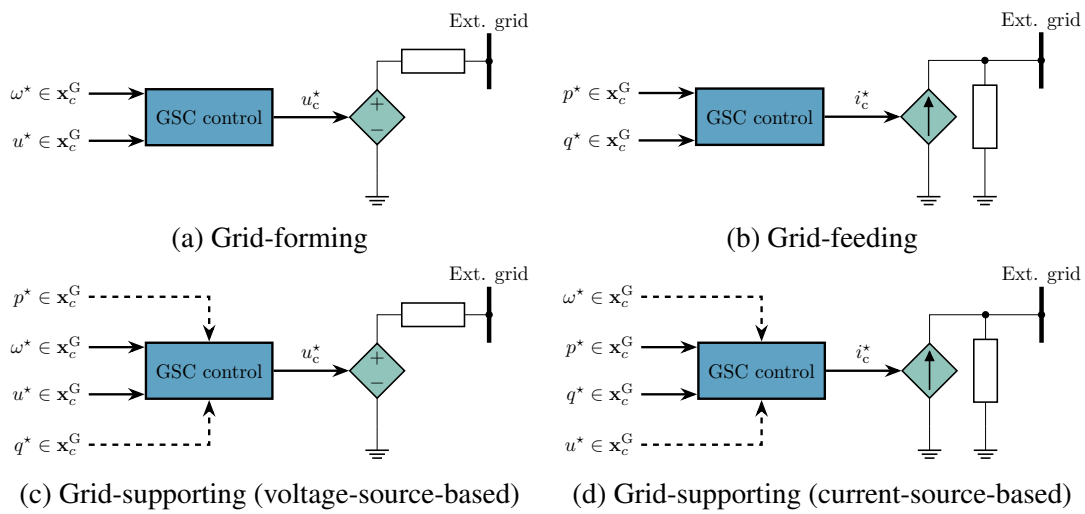 Ext. grid
ω* ∈ x_c^G
u* ∈ x_c^G
GSC control
u_c^*
+
−
(a) Grid-forming
Ext. grid
p* ∈ x_c^G
q* ∈ x_c^G
GSC control
i_c^*
(b) Grid-feeding
Ext. grid
p* ∈ x_c^G
ω* ∈ x_c^G
u* ∈ x_c^G
q* ∈ x_c^G
GSC control
u_c^*
+
−
(c) Grid-supporting (voltage-source-based)
Ext. grid
ω* ∈ x_c^G
p* ∈ x_c^G
q* ∈ x_c^G
u* ∈ x_c^G
GSC control
i_c^*
(d) Grid-supporting (current-source-based)